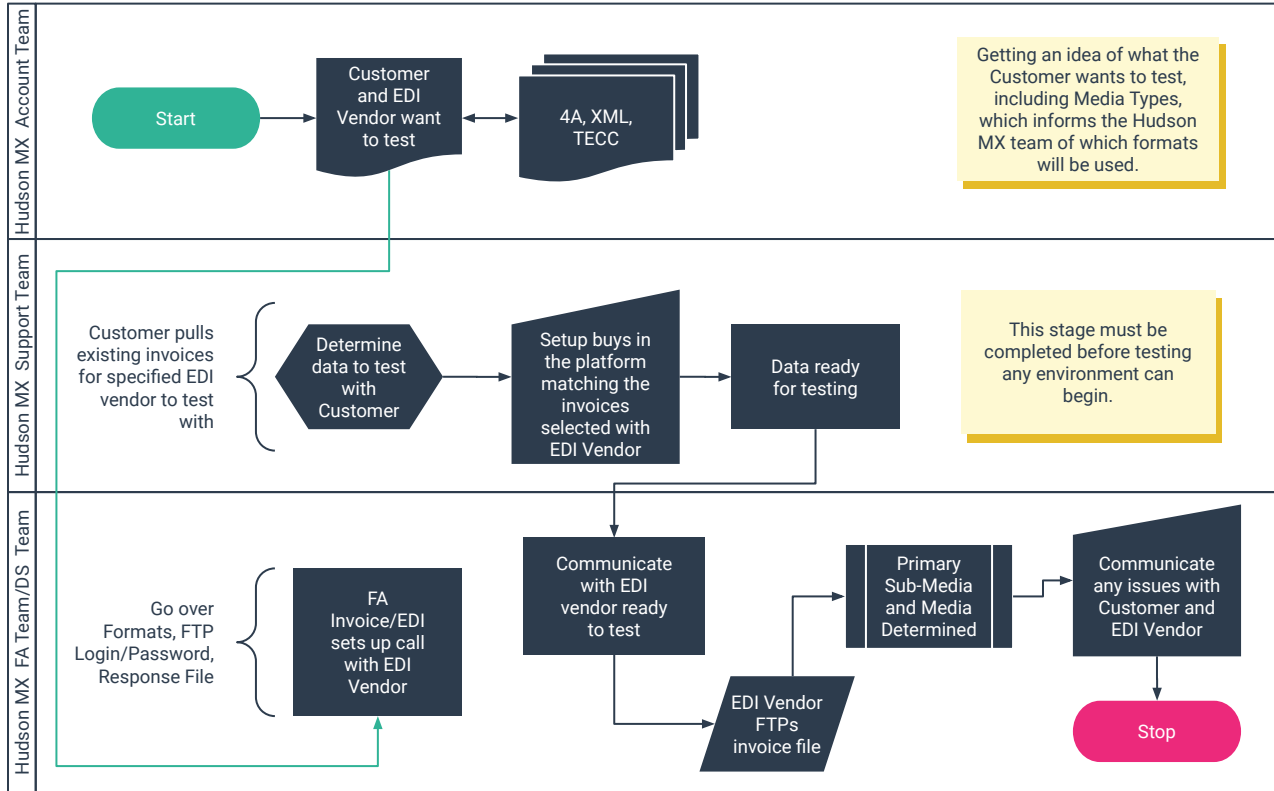 Hudson MX  Account Team
Start
Customer
and EDI
Vendor want
to test
4A, XML,
TECC
Getting an idea of what the
Customer wants to test,
including Media Types,
which informs the Hudson
MX team of which formats
will be used.
Hudson MX  Support Team
Customer pulls
existing invoices
for specified EDI
vendor to test
with
Determine
data to test
with
Customer
Setup buys in
the platform
matching the
invoices
selected with
EDI Vendor
Data ready
for testing
This stage must be
completed before testing
any environment can
begin.
Hudson MX  FA Team/DS  Team
Go over
Formats, FTP
Login/Password,
Response File
FA
Invoice/EDI
sets up call
with EDI
Vendor
Communicate
with EDI
vendor ready
to test
EDI Vendor
FTPs
invoice file
Primary
Sub-Media
and Media
Determined
Communicate
any issues with
Customer and
EDI Vendor
Stop